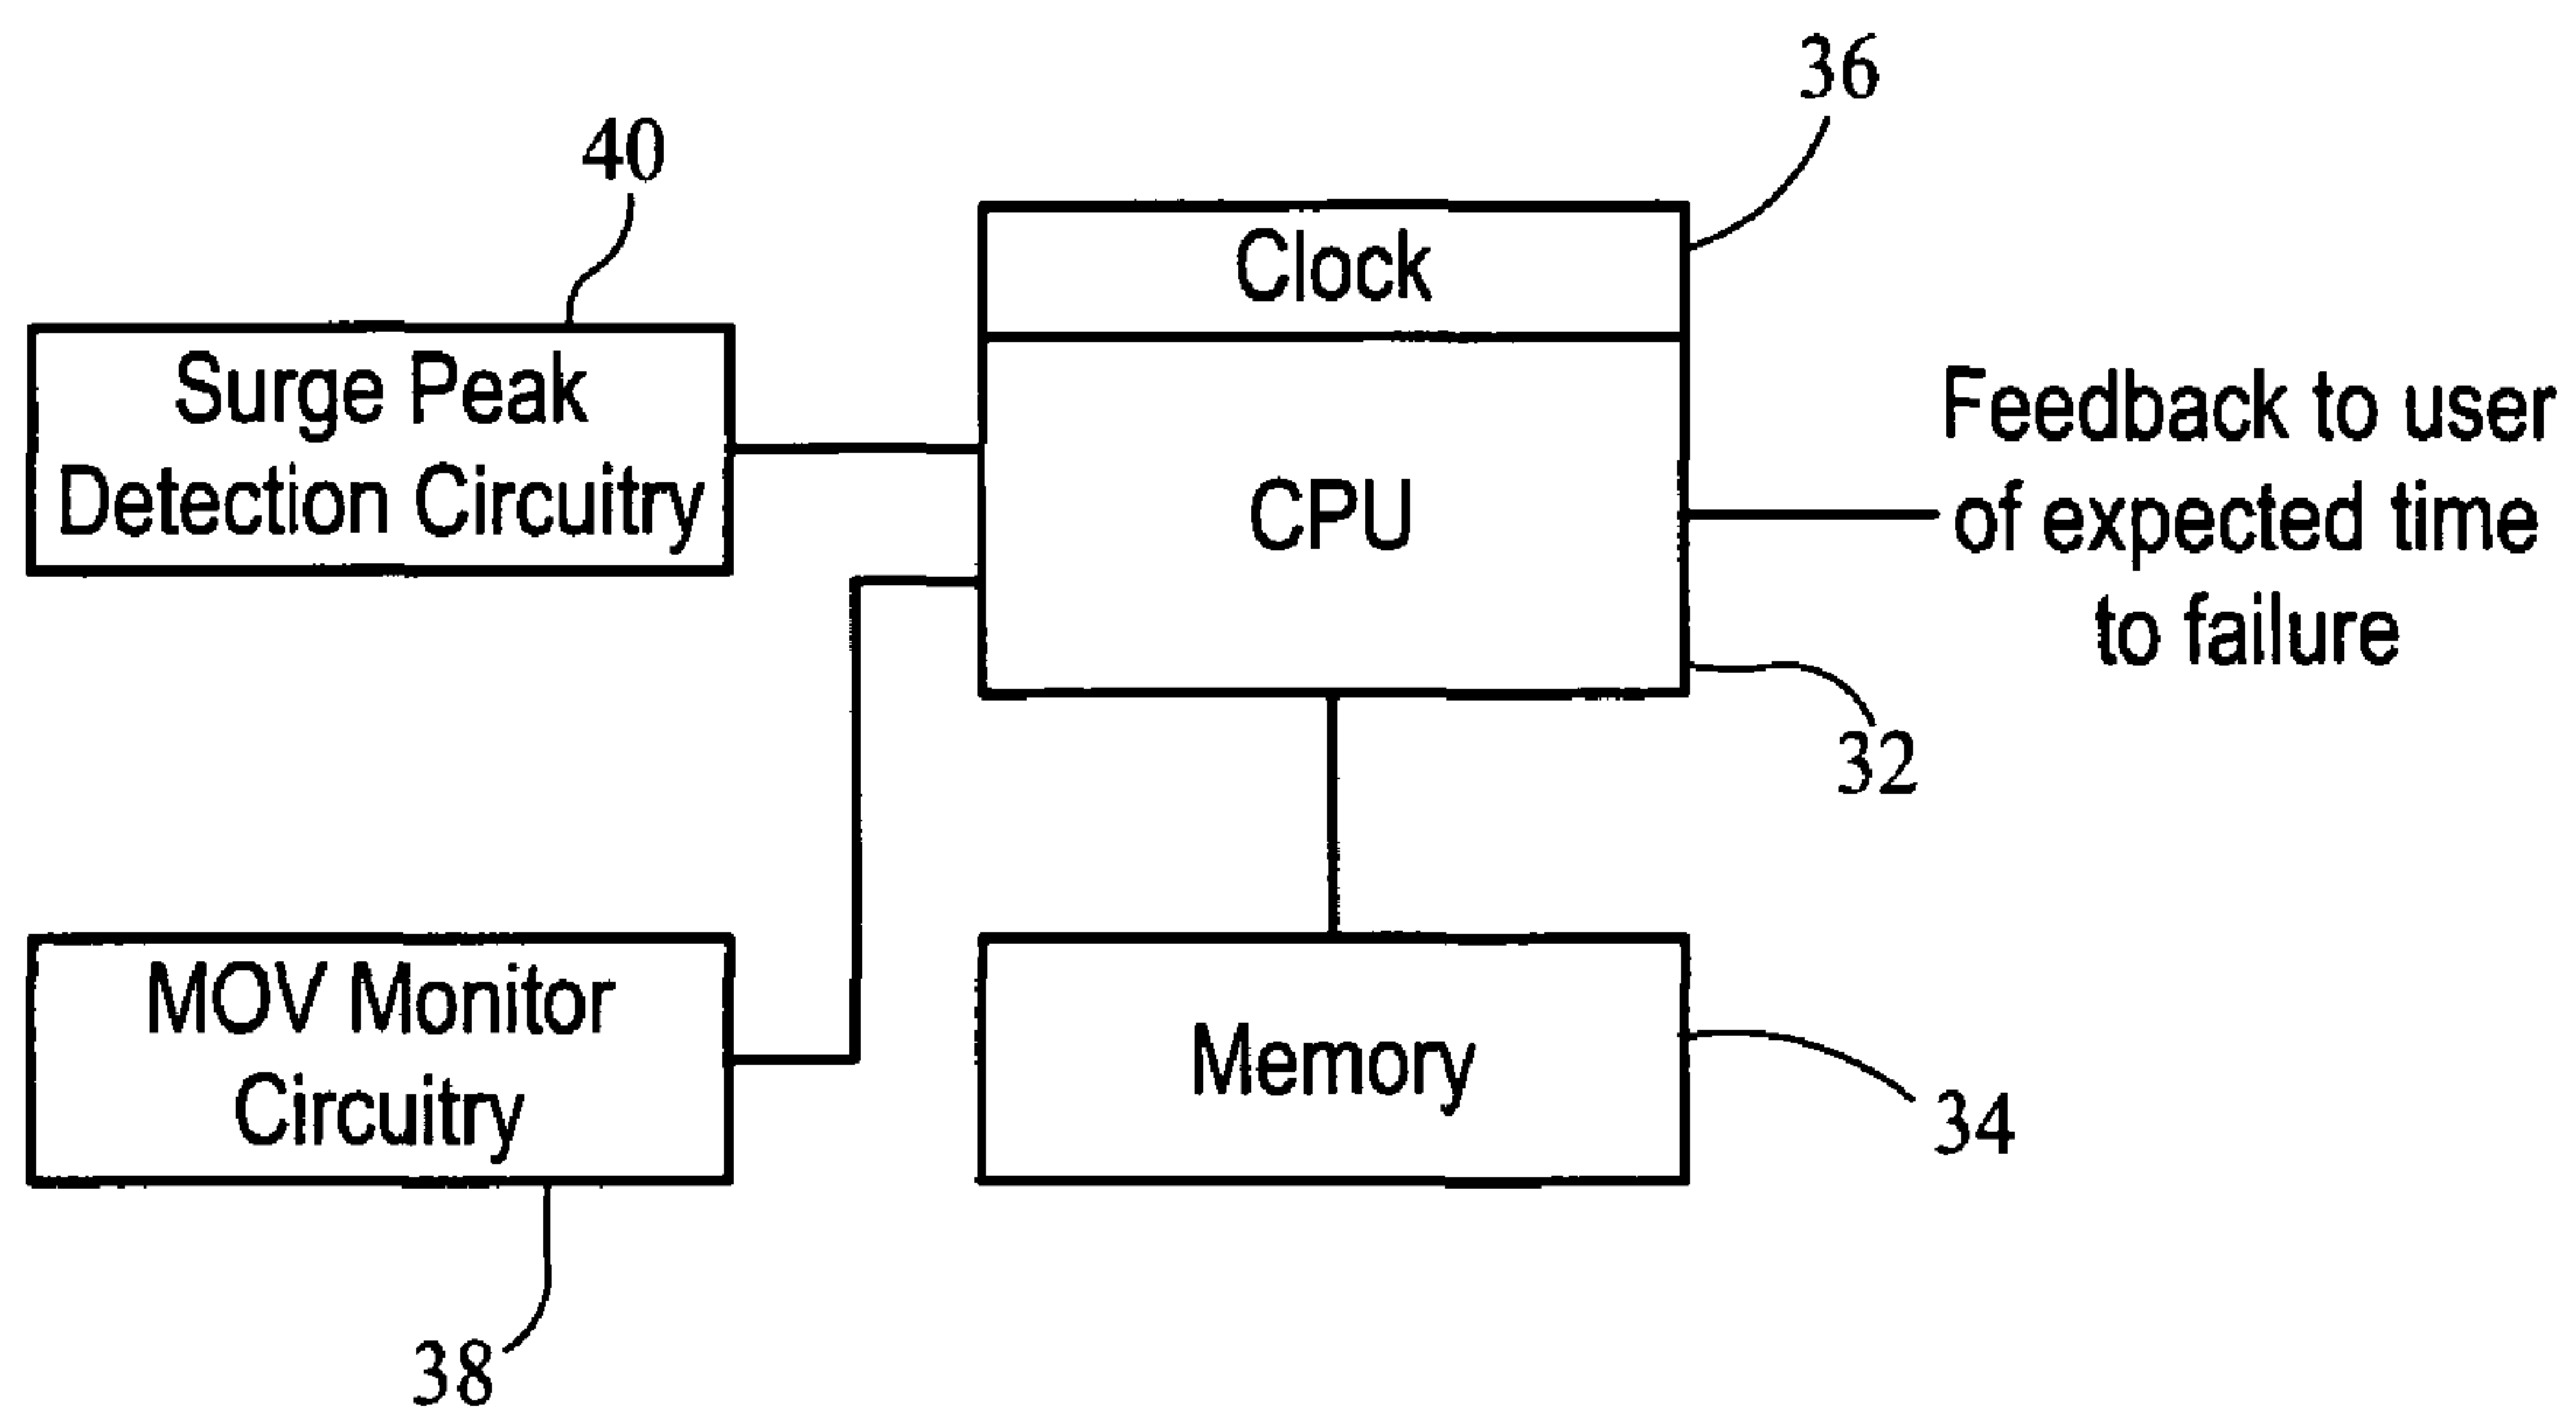 36
40
Clock
Surge Peak
Detection Circuitry
CPU
Feedback to user
of expected time
to failure
32
MOV Monitor
Circuitry
Memory
34
38